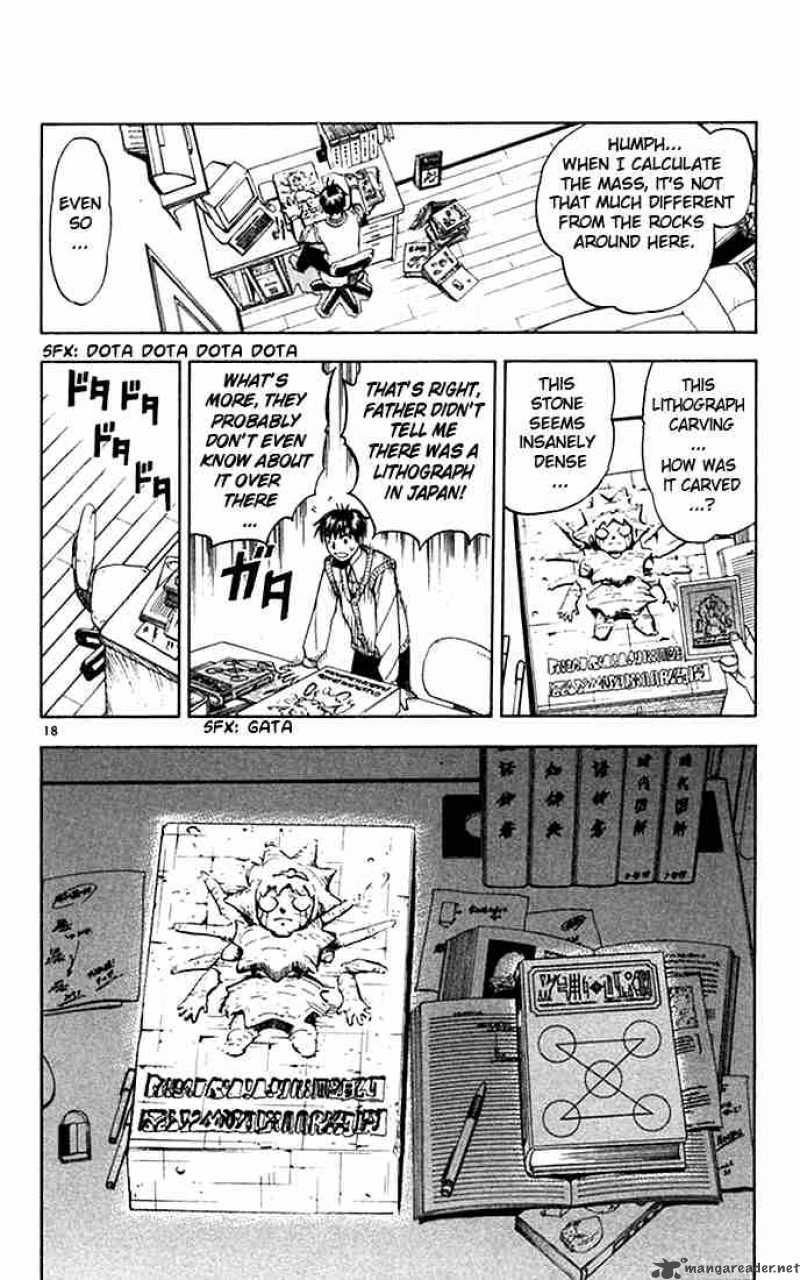 HUMPH...
WHEN I CALCULATE
THE MASS, IT'S NOT
THAT MUCH DIFFERENT
FROM THE ROCKS
AROUND HERE.
EVEN
SO
...
SFX: DOTA DOTA DOTA DOTA
THIS
LITHOGRAPH
CARVING
...
HOW WAS
IT CARVED
...?
THIS
STONE
SEEMS
INSANELY
DENSE
...
THAT'S RIGHT,
FATHER DIDN'T
TELL ME
THERE WAS A
LITHOGRAPH
IN JAPAN!
WHAT'S
MORE, THEY
PROBABLY
DON'T EVEN
KNOW ABOUT
IT OVER
THERE
...
ガタ
ドタ
ドタ
ドタ
ドタ
SFX: GATA
18
mangareader.net